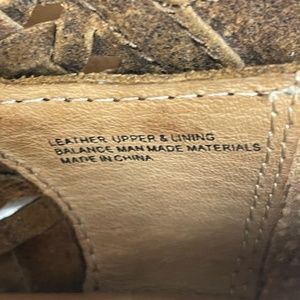 LEATHER UPPER & LINING
BALANCE MAN MADE MATERIALS
MADE IN CHINA